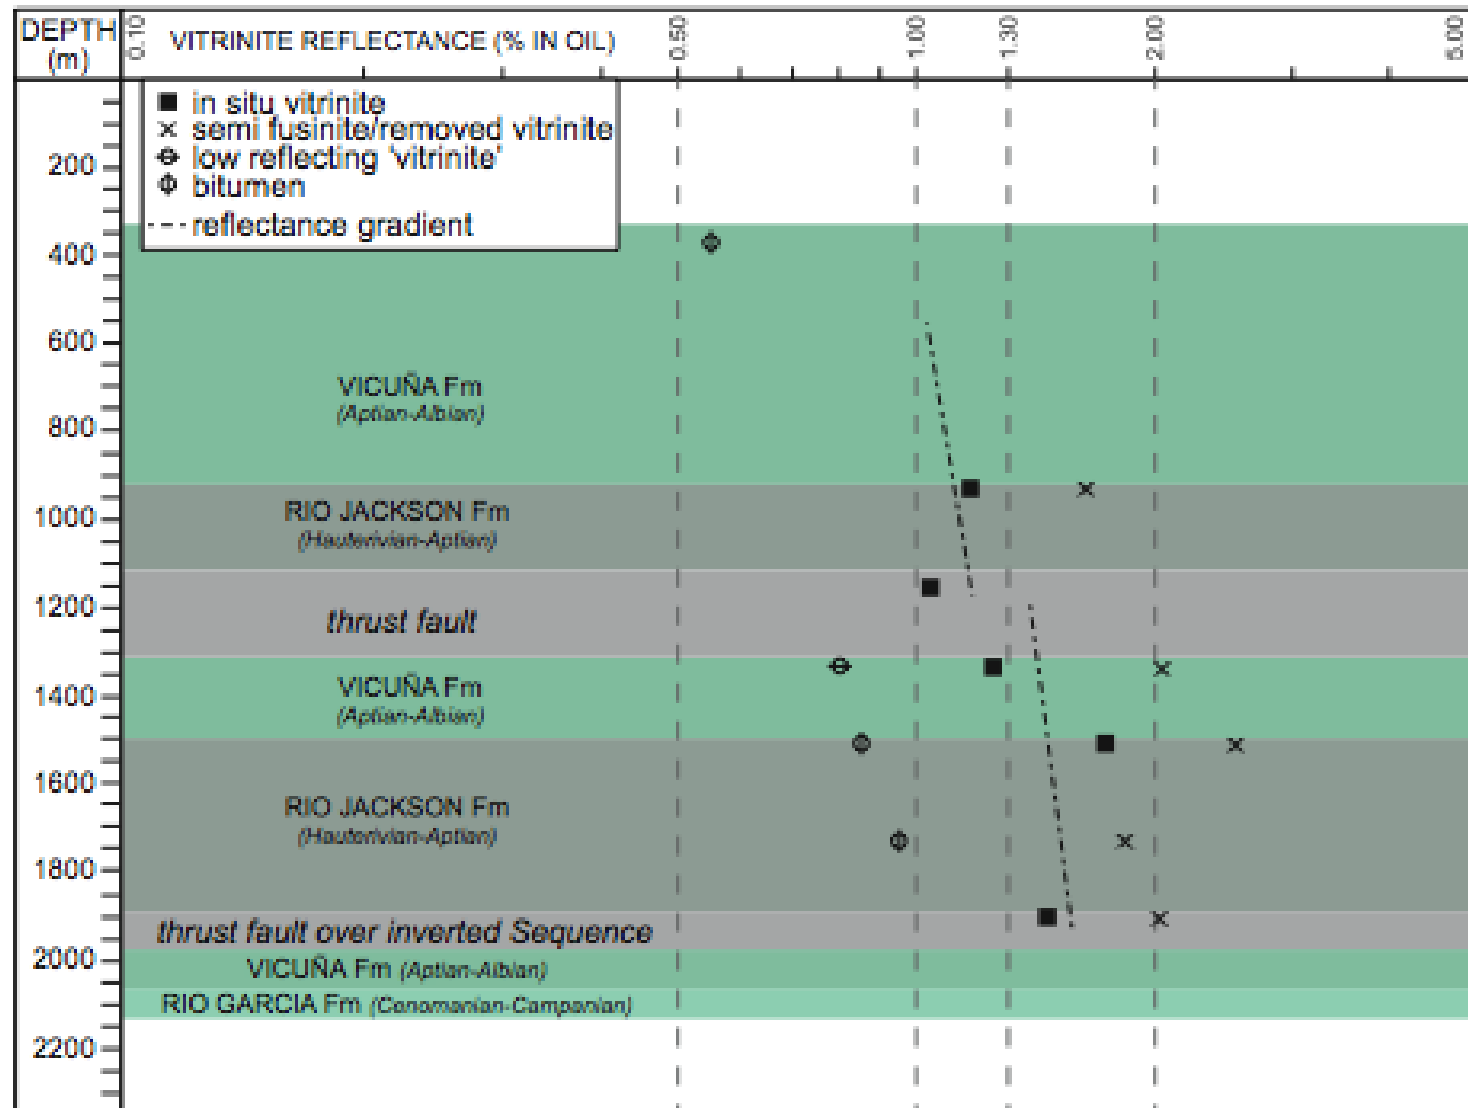 DEPTH
(m)
VITRINITE REFLECTANCE (% IN OIL)
0.10
0.50
1.00
1.30
2.00
5.00
in situ vitrinite
semi fusinite/removed vitrinite
low reflecting 'vitrinite'
bitumen
reflectance gradient
200
400
600
800
1000
1200
1400
1600
1800
2000
2200
VICUÑA Fm
(Aptian-Albian)
RIO JACKSON Fm
(Hauterivian-Aptian)
thrust fault
VICUÑA Fm
(Aptian-Albian)
RIO JACKSON Fm
(Hauterivian-Aptian)
thrust fault over inverted Sequence
VICUÑA Fm (Aptian-Albian)
RIO GARCIA Fm (Cenomanian-Campanian)